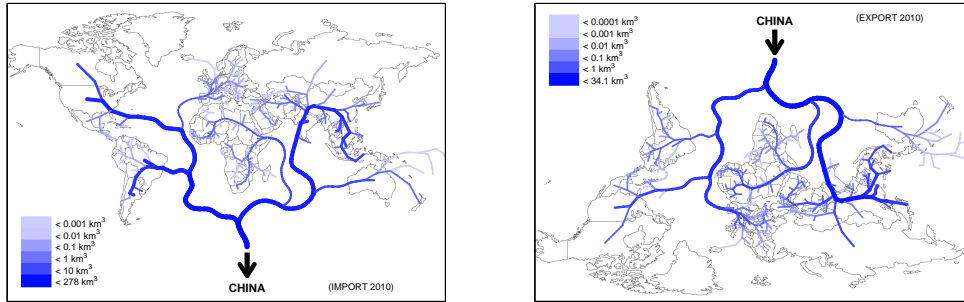 < 0.001 km³
< 0.01 km³
< 0.1 km³
< 1 km³
< 10 km³
< 278 km³
CHINA
(IMPORT 2010)
< 0.0001 km³
< 0.001 km³
< 0.01 km³
< 0.1 km³
< 1 km³
< 34.1 km³
CHINA
(EXPORT 2010)